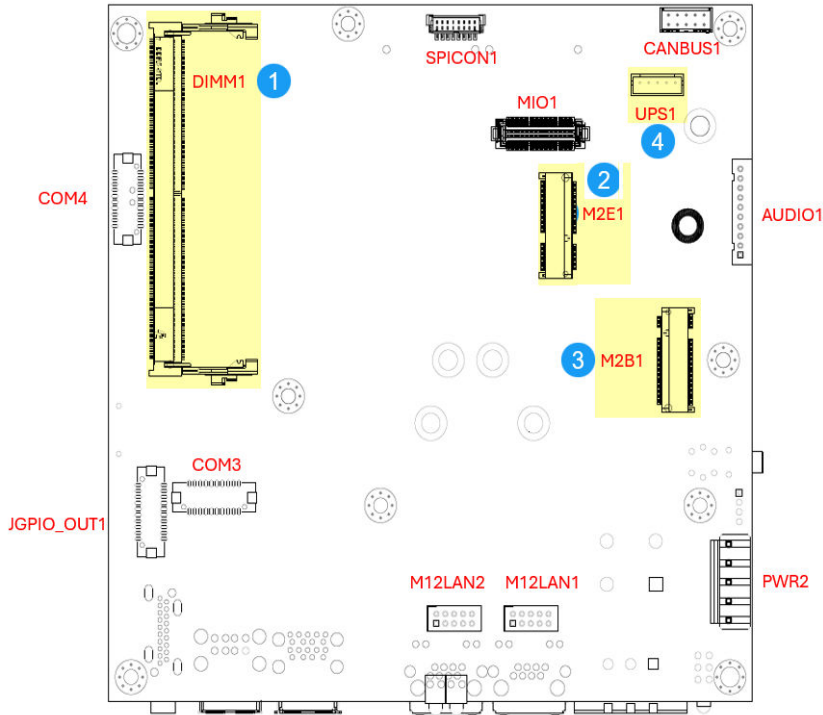 SPICON1
CANBUS1
DIMM1
1
UPS1
MIO1
4
2
COM4
M2E1
AUDIO1
3
M2B1
COM3
JGPIO_OUT1
M12LAN2
M12LAN1
PWR2